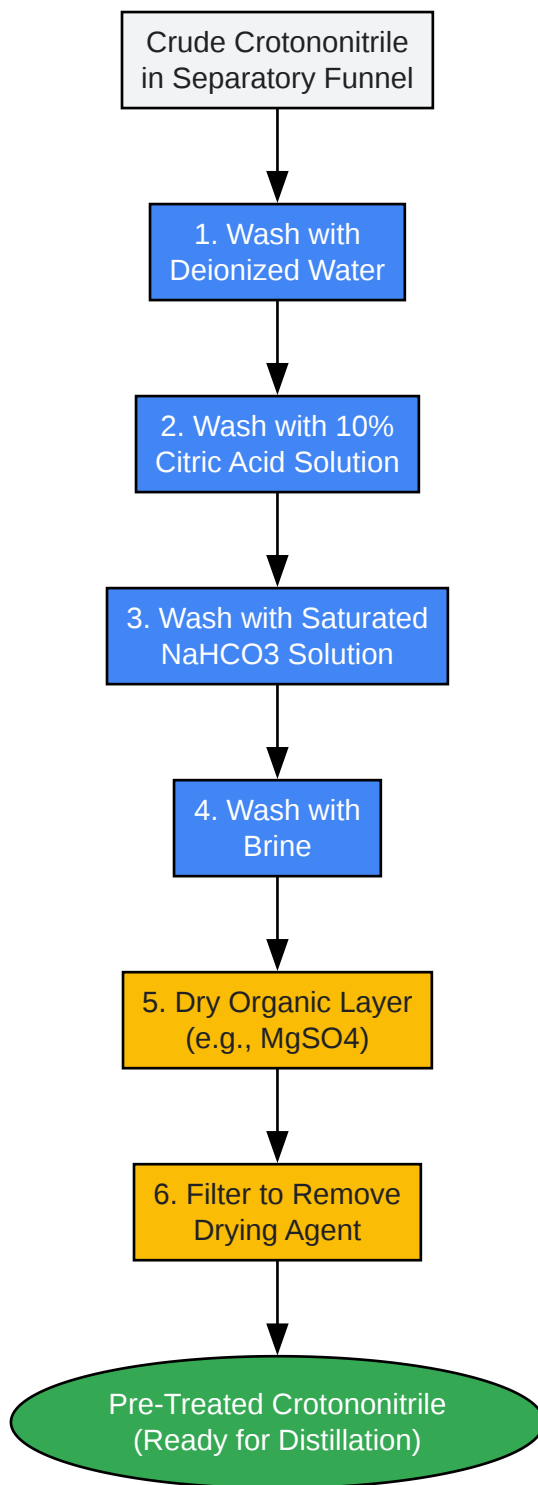 Crude Crotononitrile
in Separatory Funnel
1. Wash with
Deionized Water
2. Wash with 10%
Citric Acid Solution
3. Wash with Saturated
NaHCO3 Solution
4. Wash with
Brine
5. Dry Organic Layer
(e.g., MgSO4)
6. Filter to Remove
Drying Agent
Pre-Treated Crotononitrile
(Ready for Distillation)